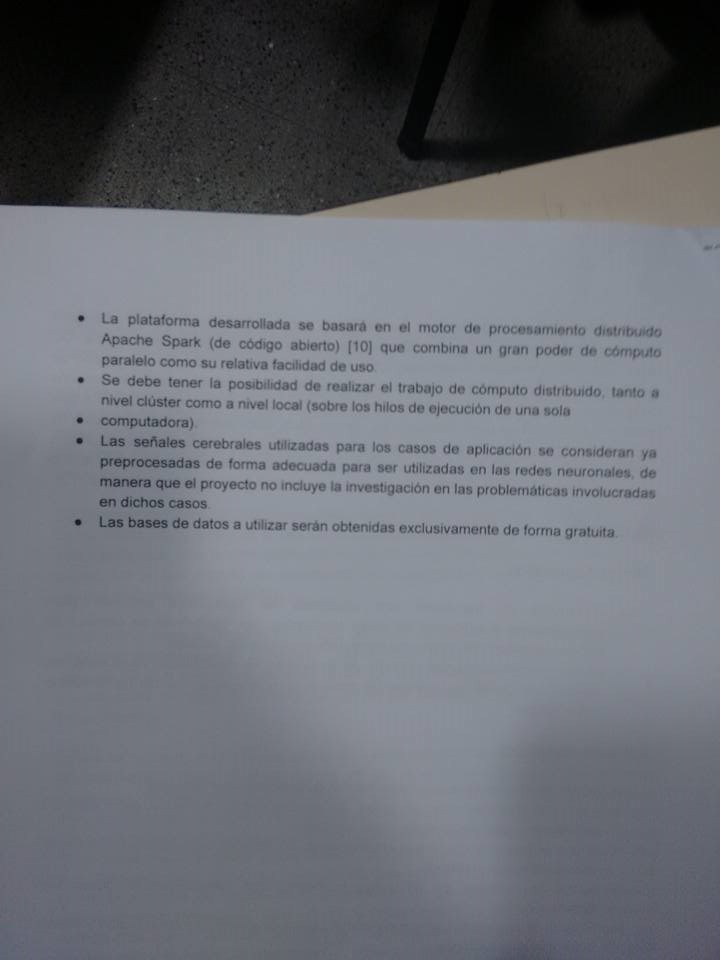 • La plataforma desarrollada se basará en el motor de procesamiento distribuido
Apache Spark (de código abierto) [10] que combina un gran poder de cómputo
paralelo como su relativa facilidad de uso.
• Se debe tener la posibilidad de realizar el trabajo de cómputo distribuido, tanto a
nivel clúster como a nivel local (sobre los hilos de ejecución de una sola
• computadora).
• Las señales cerebrales utilizadas para los casos de aplicación se consideran ya
preprocesadas de forma adecuada para ser utilizadas en las redes neuronales, de
manera que el proyecto no incluye la investigación en las problemáticas involucradas
en dichos casos.
• Las bases de datos a utilizar serán obtenidas exclusivamente de forma gratuita.